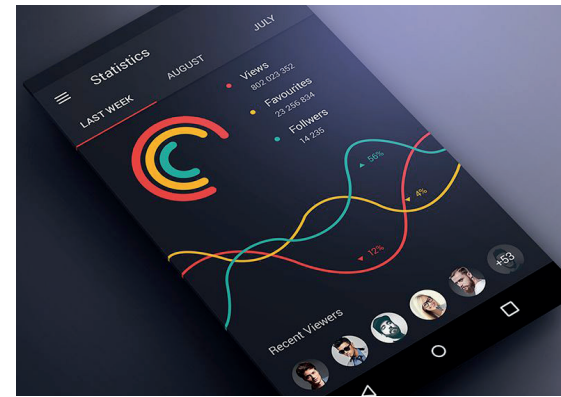 Statistics
LAST WEEK
AUGUST
JULY
Views
802 023 352
Favourites
23 256 834
Follwers
14 235
56%
4%
12%
Recent Viewers
+53